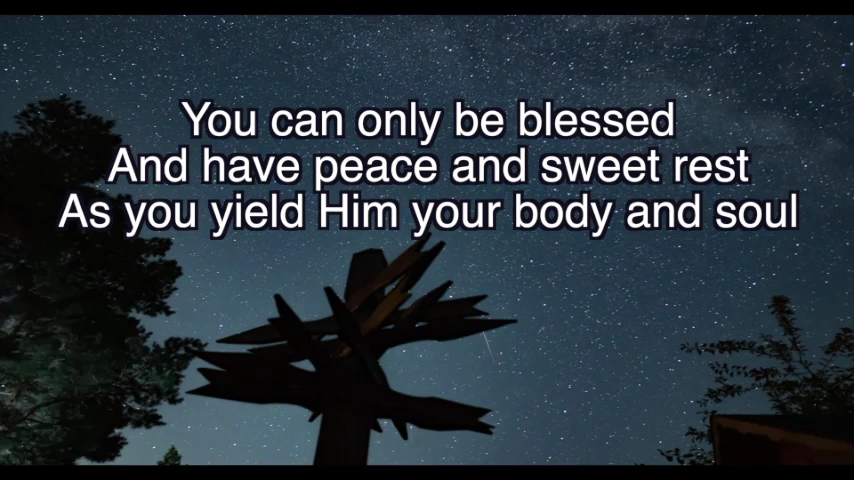 You can only be blessed
And have peace and sweet rest
As you yield Him your body and soul